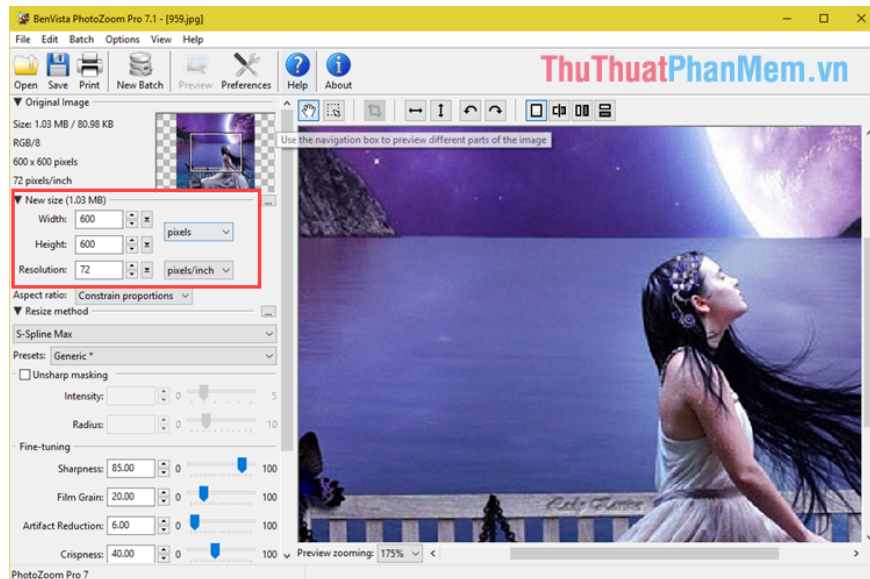 BenVista PhotoZoom Pro 7.1 - [959.jpg]
File Edit Batch Options View Help
Open Save Print New Batch Preview Preferences Help About
ThuThuatPhanMem.vn
Original Image
Size: 1.03 MB / 80.98 KB
RGB/8
600 x 600 pixels
72 pixels/inch
Use the navigation box to preview different parts of the image
New size (1.03 MB)
...
Width: 600
pixels
Height: 600
Resolution: 72 pixels/inch
Aspect ratio: Constrain proportions
Resize method ...
S-Spline Max
Presets: Generic *
Unsharp masking
Intensity: 0 5
Radius: 0 10
Fine-tuning
Sharpness: 85.00 0 100
Film Grain: 20.00 0 100
Artifact Reduction: 6.00 0 100
Crispness: 40.00 0 100
Preview zooming: 175%
PhotoZoom Pro 7